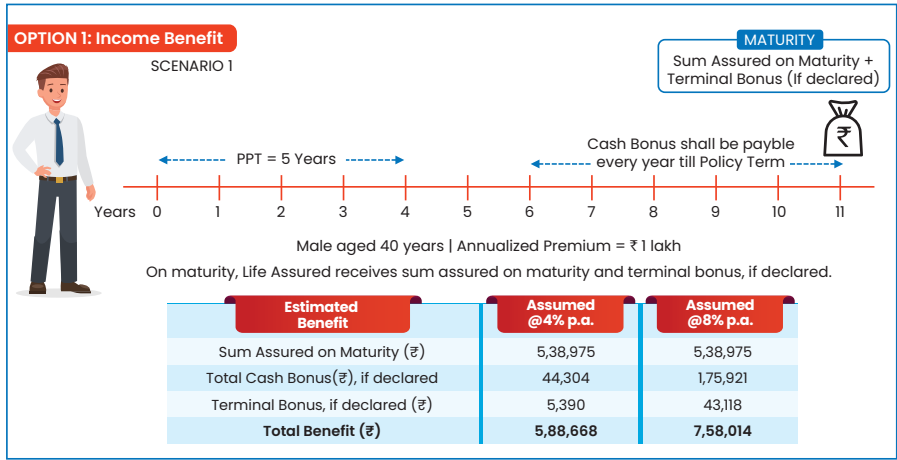 OPTION 1: Income Benefit
SCENARIO 1
MATURITY
Sum Assured on Maturity +
Terminal Bonus (If declared)
₹
PPT = 5 Years
Cash Bonus shall be payble
every year till Policy Term
Years 0 1 2 3 4 5 6 7 8 9 10 11
Male aged 40 years | Annualized Premium = ₹ 1 lakh
On maturity, Life Assured receives sum assured on maturity and terminal bonus, if declared.
Estimated
Benefit
Assumed
@4% p.a.
Assumed
@8% p.a.
Sum Assured on Maturity (₹) 5,38,975 5,38,975
Total Cash Bonus(₹), if declared 44,304 1,75,921
Terminal Bonus, if declared (₹) 5,390 43,118
Total Benefit (₹) 5,88,668 7,58,014